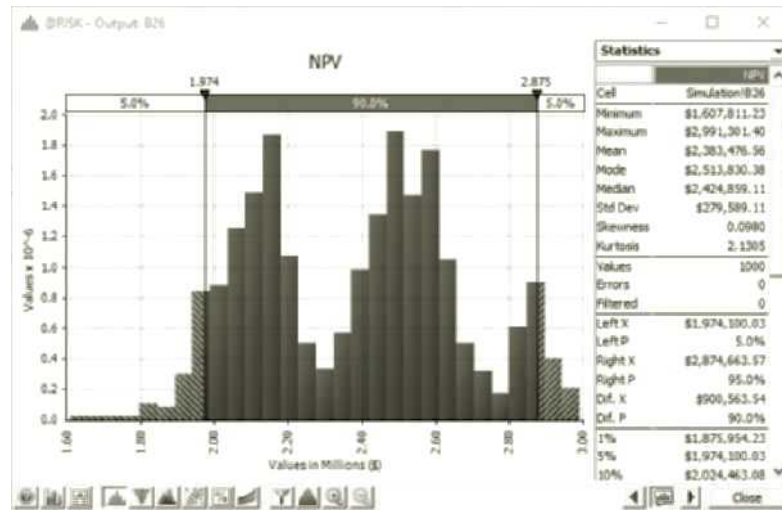 @RISK - Output: B26
NPV
1.974 2.875
5.0% 90.0% 5.0%
Values x 10^-6
2.0
1.8
1.6
1.4
1.2
1.0
0.8
0.6
0.4
0.2
0.0
1.60 1.80 2.00 2.20 2.40 2.60 2.80 3.00
Values in Millions ($)
Statistics
NPV
Cell Simulation!B26
Minimum $1,607,811.23
Maximum $2,991,301.40
Mean $2,383,476.56
Mode $2,513,830.38
Median $2,424,859.11
Std Dev $279,589.11
Skewness 0.0980
Kurtosis 2.1305
Values 1000
Errors 0
Filtered 0
Left X $1,974,100.03
Left P 5.0%
Right X $2,874,663.57
Right P 95.0%
Dif. X $900,563.54
Dif. P 90.0%
1% $1,875,954.23
5% $1,974,100.03
10% $2,024,463.08
Close